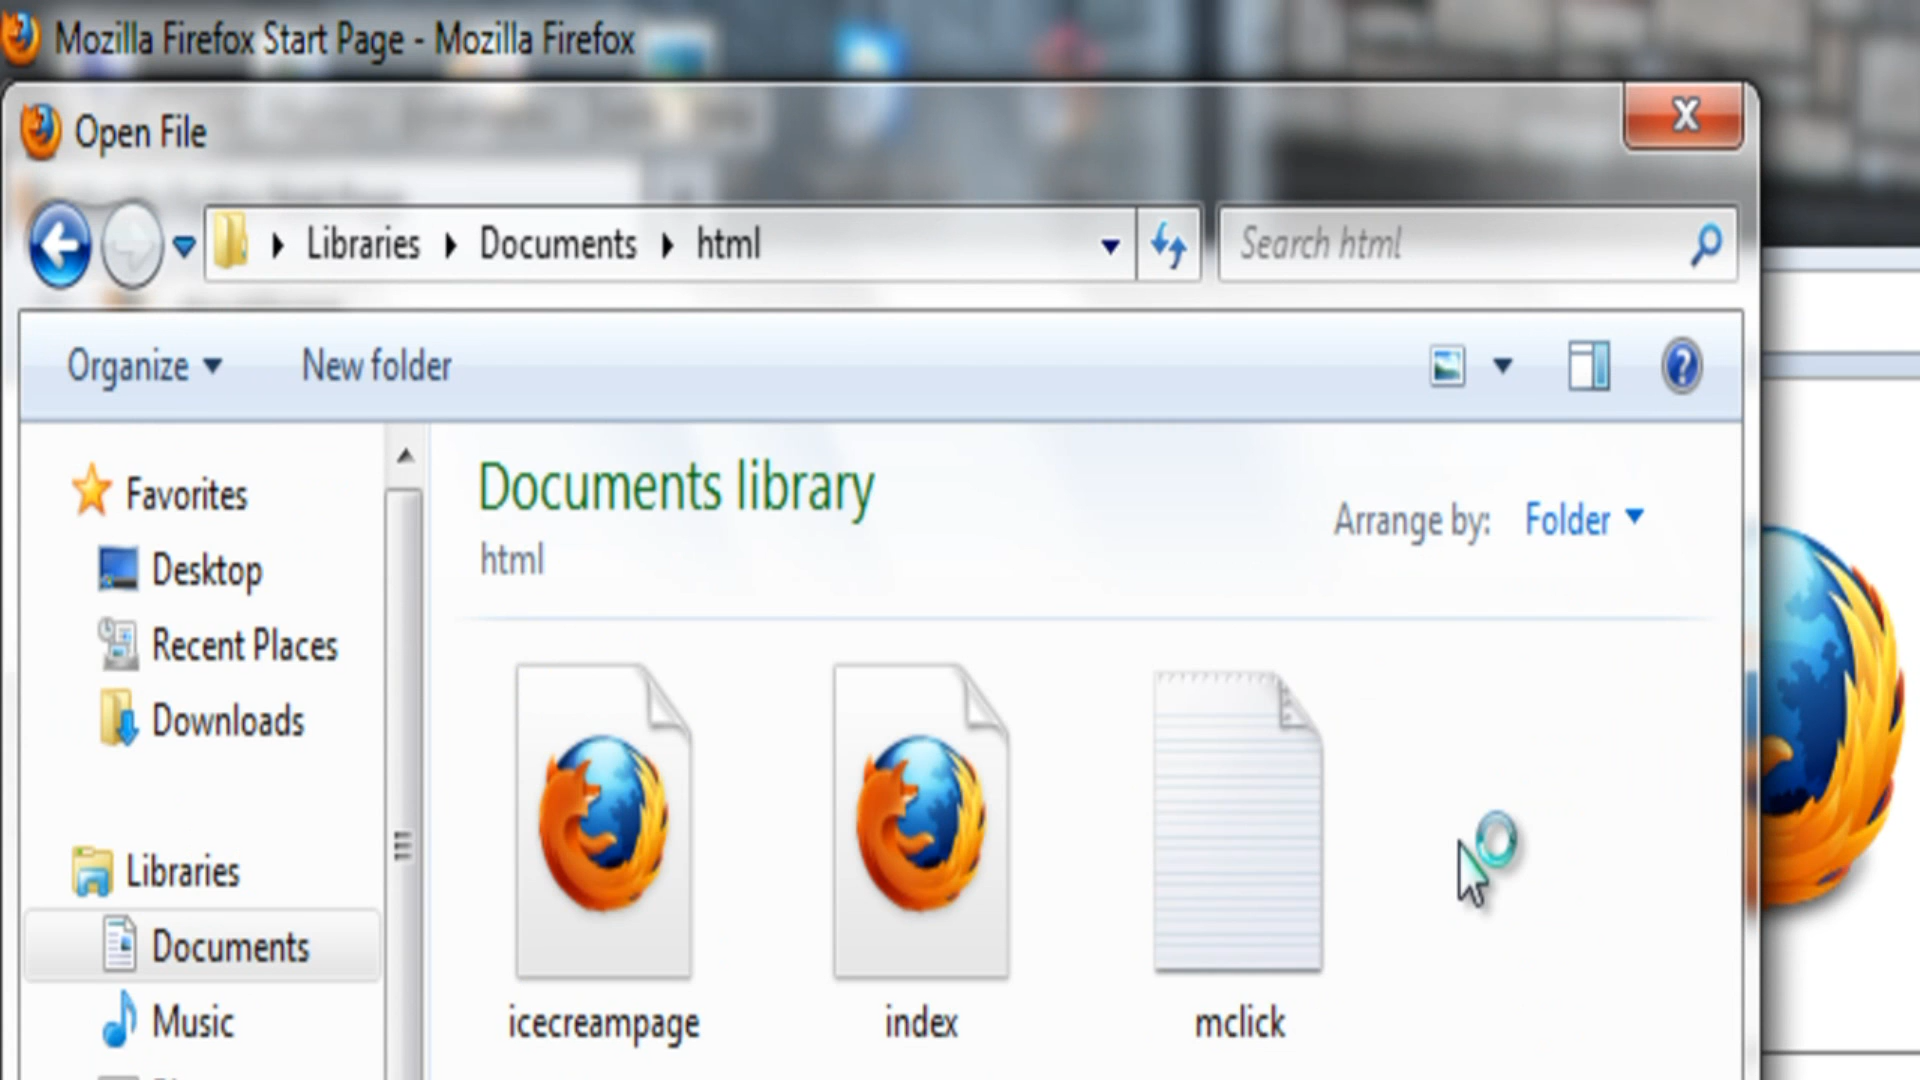 Mozilla Firefox Start Page - Mozilla Firefox
Open File
Libraries Documents html
Search html
Organize New folder
Documents library
html
Arrange by: Folder
Favorites
Desktop
Recent Places
Downloads
Libraries
Documents
Music
icecreampage
index
mclick